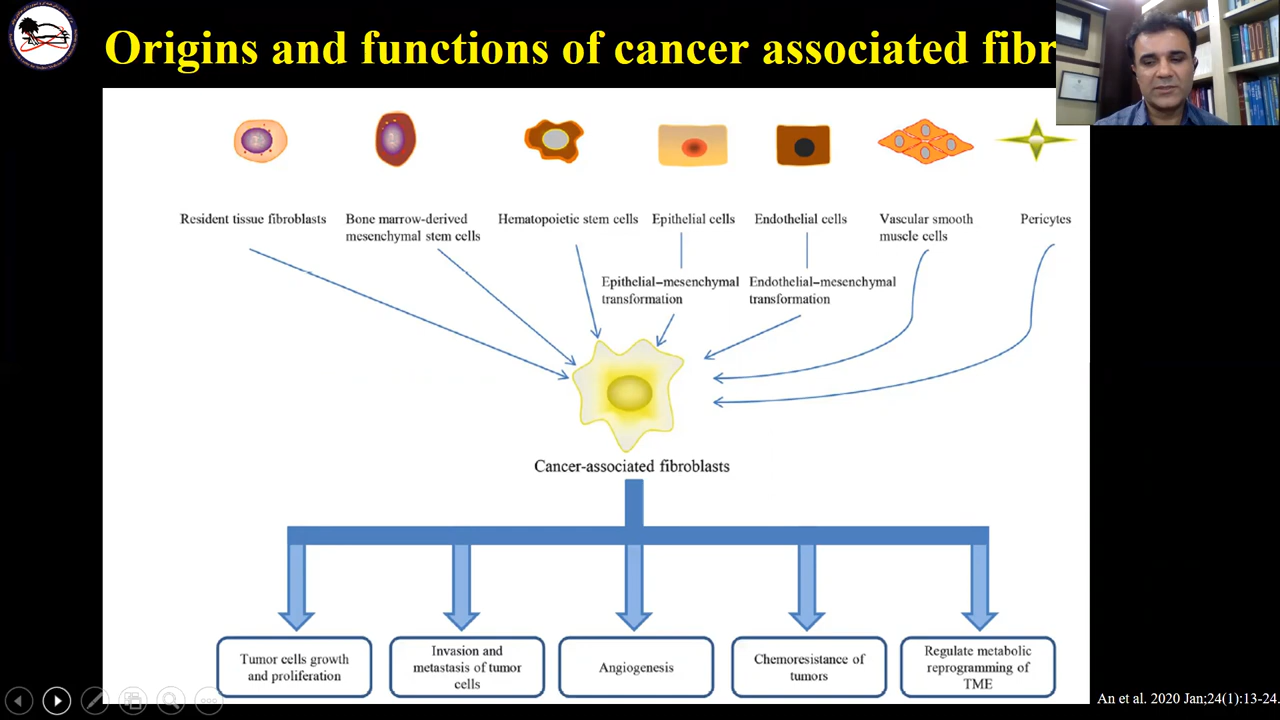 Origins and functions of cancer associated fibr
Resident tissue fibroblasts
Bone marrow-derived
mesenchymal stem cells
Hematopoietic stem cells
Epithelial cells
Endothelial cells
Vascular smooth
muscle cells
Pericytes
Epithelial–mesenchymal
transformation
Endothelial–mesenchymal
transformation
Cancer-associated fibroblasts
Tumor cells growth
and proliferation
Invasion and
metastasis of tumor
cells
Angiogenesis
Chemoresistance of
tumors
Regulate metabolic
reprogramming of
TME
An et al. 2020 Jan;24(1):13-24